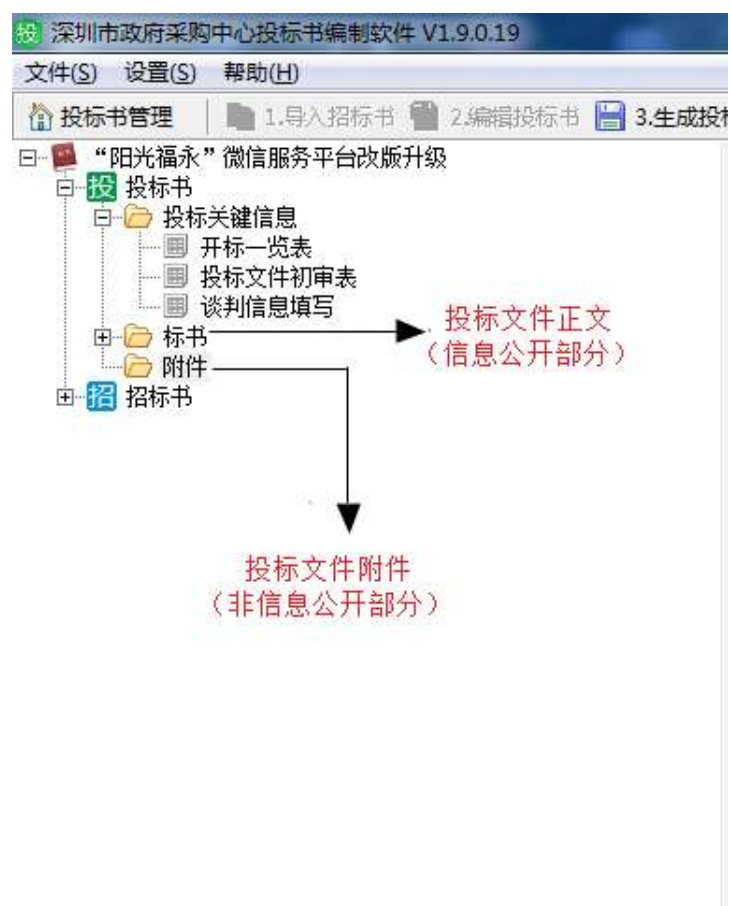 投 深圳市政府采购中心投标书编制软件 V1.9.0.19
文件(S) 设置(S) 帮助(H)
投标书管理 1.导入招标书 2.编辑投标书 3.生成投
“阳光福永”微信服务平台改版升级
投 投标书
投标关键信息
开标一览表
投标文件初审表
谈判信息填写
标书
投标文件正文
（信息公开部分）
附件
招 招标书
投标文件附件
（非信息公开部分）